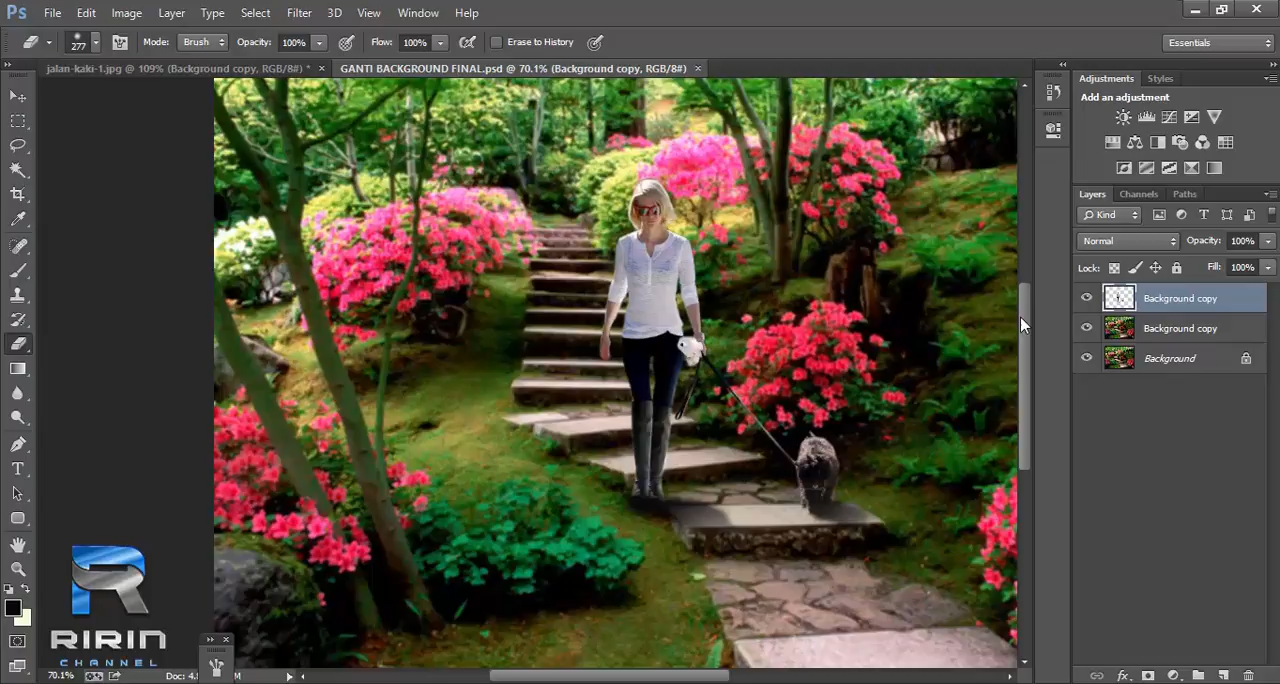 Ps File Edit Image Layer Type Select Filter 3D View Window Help
277 Mode: Brush Opacity: 100% Flow: 100% Erase to History Essentials
jalan-kaki-1.jpg @ 109% (Background copy, RGB/8#) * × GANTI BACKGROUND FINAL.psd @ 70.1% (Background copy, RGB/8#) ×
Adjustments Styles
Add an adjustment
Layers Channels Paths
Kind
Normal Opacity: 100%
Lock: Fill: 100%
Background copy
Background copy
Background
R
RIRIN
CHANNEL
70.1% Doc: 4. M